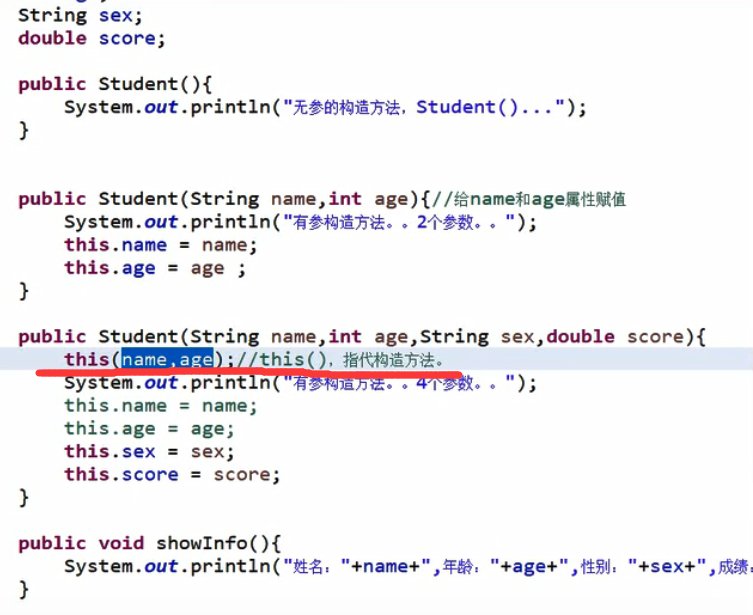 String sex;
double score;
public Student(){
System.out.println("无参的构造方法，Student()...");
}
public Student(String name,int age){//给name和age属性赋值
System.out.println("有参构造方法。。2个参数。。");
this.name = name;
this.age = age ;
}
public Student(String name,int age,String sex,double score){
this(name,age);//this()，指代构造方法。
System.out.println("有参构造方法。。4个参数。。");
this.name = name;
this.age = age;
this.sex = sex;
this.score = score;
}
public void showInfo(){
System.out.println("姓名："+name+",年龄："+age+",性别："+sex+",成绩：
}